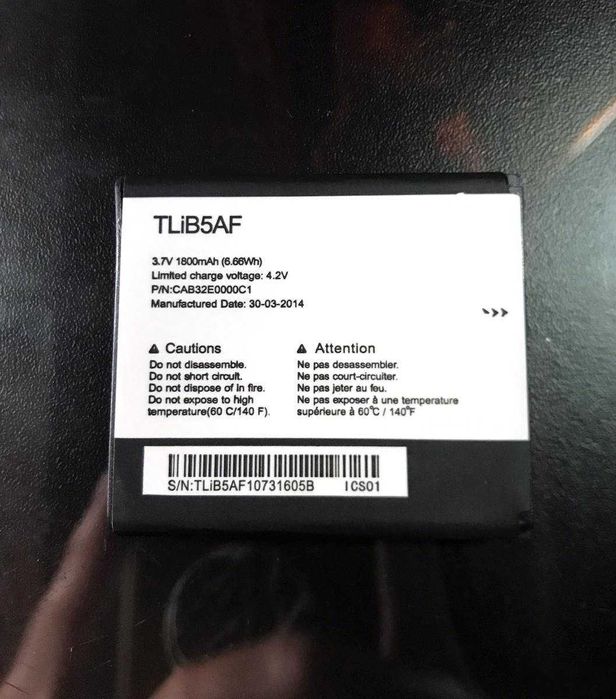 TLiB5AF
3.7V 1800mAh (6.66Wh)
Limited charge voltage: 4.2V
P/N:CAB32E0000C1
Manufactured Date: 30-03-2014
Cautions
Do not disassemble.
Do not short circuit.
Do not dispose of in fire.
Do not expose to high
temperature(60 C/140 F).
Attention
Ne pas desassembler.
Ne pas court-circuiter.
Ne pas jeter au feu.
Ne pas exposer à une temperature
supérieure à 60°C / 140°F
S/N:TLiB5AF10731605B ICS01